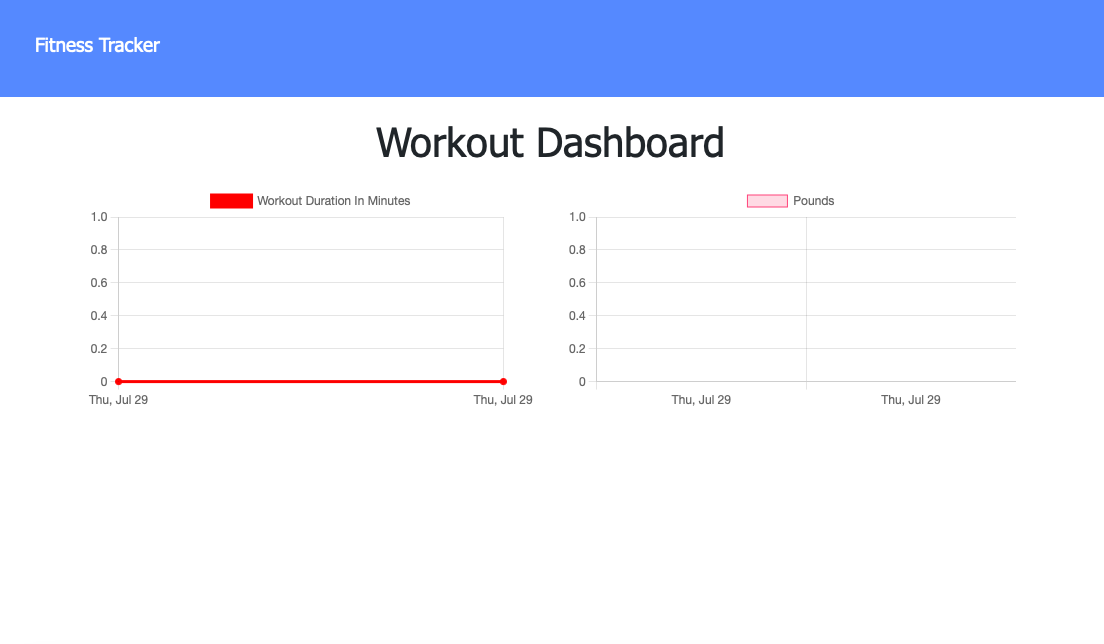 Fitness Tracker
Workout Dashboard
Workout Duration In Minutes
1.0
0.8
0.6
0.4
0.2
0
Thu, Jul 29 Thu, Jul 29
Pounds
1.0
0.8
0.6
0.4
0.2
0
Thu, Jul 29 Thu, Jul 29